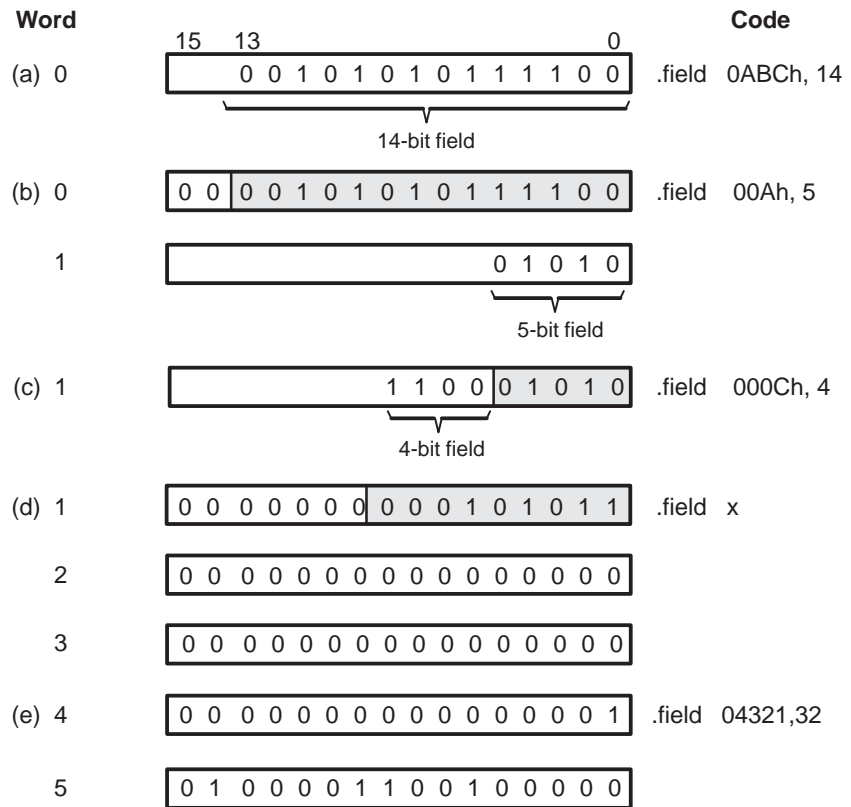 Word Code
15 13 0
(a) 0 0 0 1 0 1 0 1 0 1 1 1 1 0 0 .field 0ABCh, 14
14-bit field
(b) 0 0 0 0 0 1 0 1 0 1 0 1 1 1 1 0 0 .field 00Ah, 5
1 0 1 0 1 0
5-bit field
(c) 1 1 1 0 0 0 1 0 1 0 .field 000Ch, 4
4-bit field
(d) 1 0 0 0 0 0 0 0 0 0 0 1 0 1 0 1 1 .field x
2 0 0 0 0 0 0 0 0 0 0 0 0 0 0 0 0
3 0 0 0 0 0 0 0 0 0 0 0 0 0 0 0 0
(e) 4 0 0 0 0 0 0 0 0 0 0 0 0 0 0 0 1 .field 04321,32
5 0 1 0 0 0 0 1 1 0 0 1 0 0 0 0 0